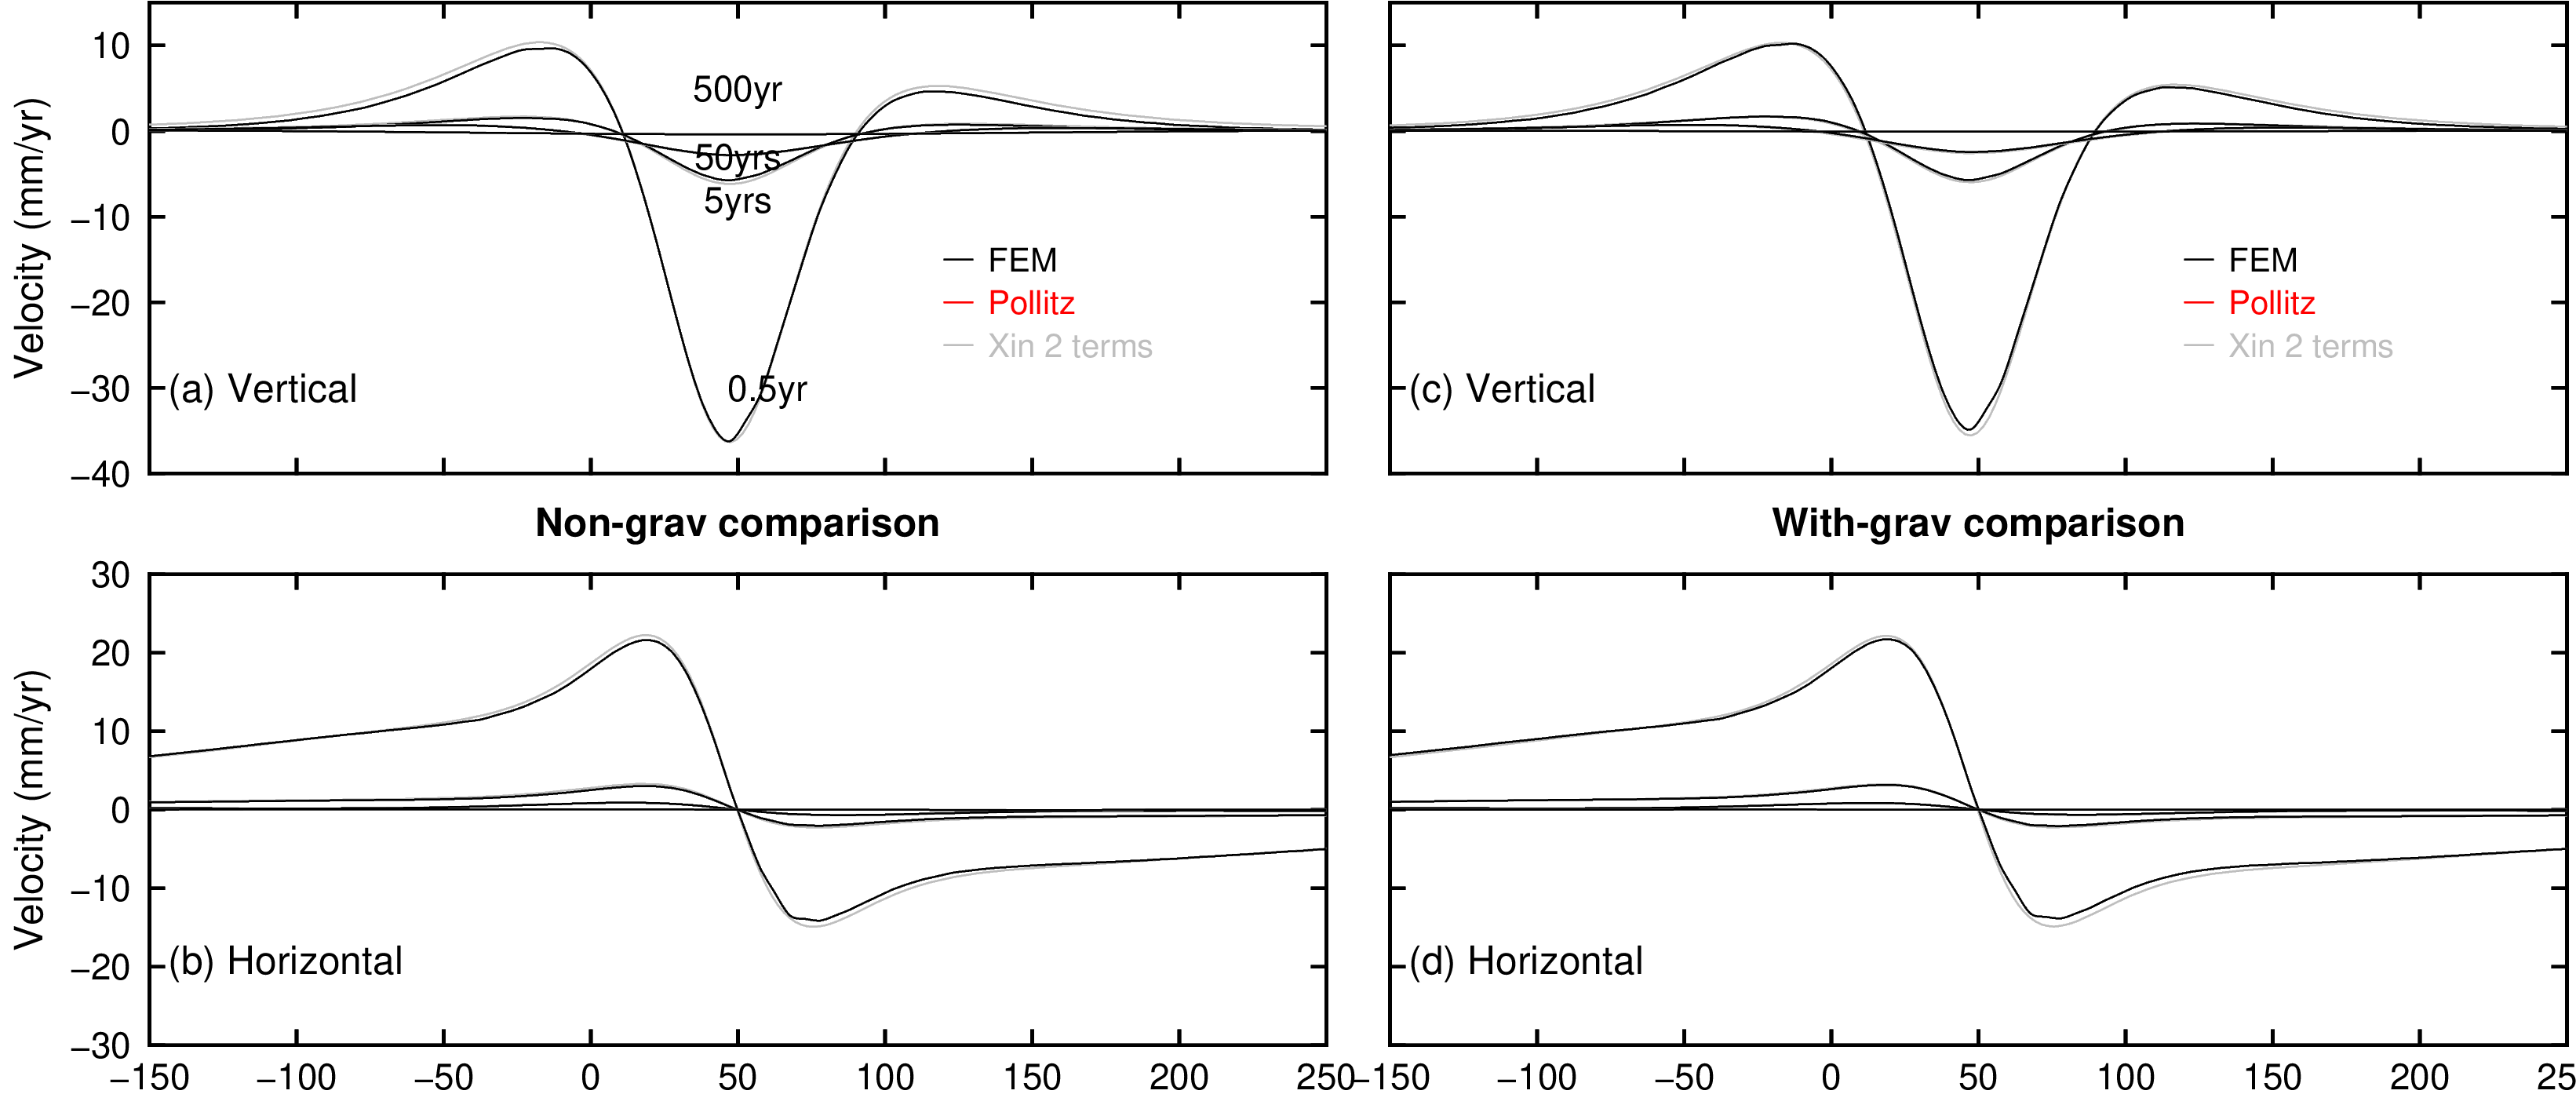 Velocity (mm/yr)
10
0
−10
−20
−30
−40
500yr
50yrs
5yrs
0.5yr
FEM
Pollitz
Xin 2 terms
(a) Vertical
FEM
Pollitz
Xin 2 terms
(c) Vertical
Non-grav comparison
With-grav comparison
Velocity (mm/yr)
30
20
10
0
−10
−20
−30
(b) Horizontal
(d) Horizontal
−150 −100 −50 0 50 100 150 200 250
−150 −100 −50 0 50 100 150 200 25